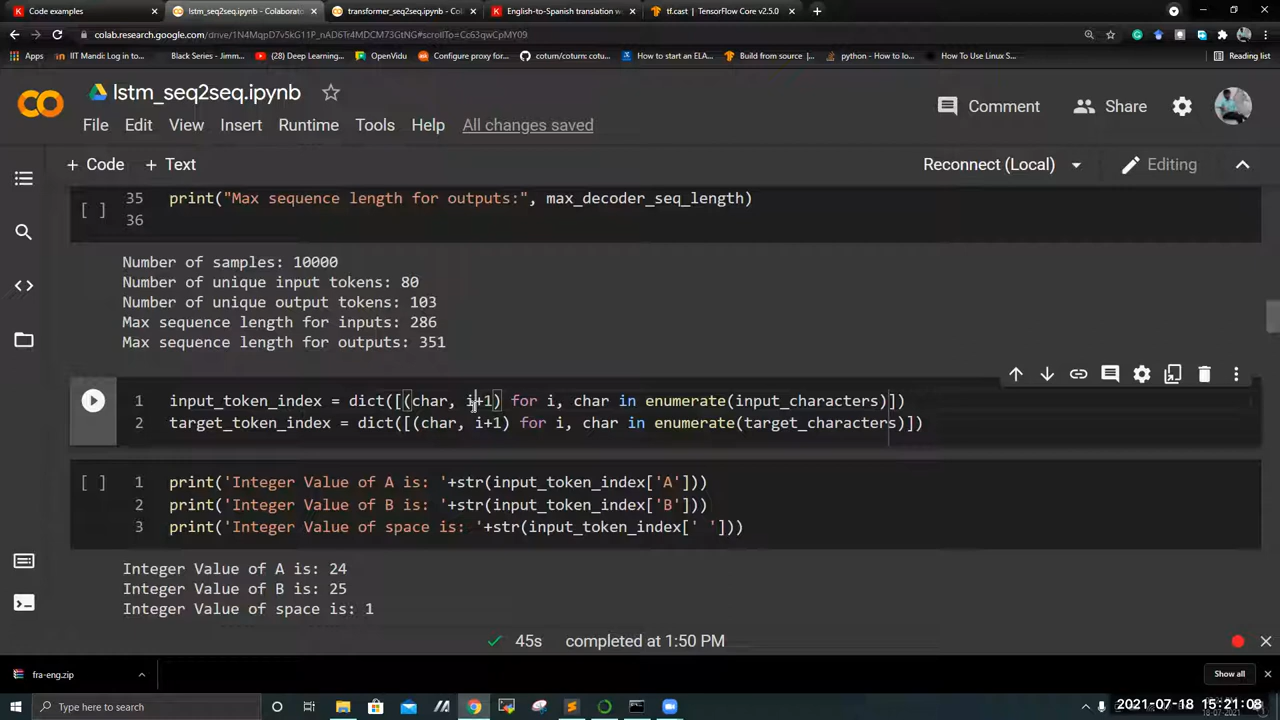 Code examples
lstm_seq2seq.ipynb - Colaborato
transformer_seq2seq.ipynb - Col
English-to-Spanish translation w
tf.cast | TensorFlow Core v2.5.0
colab.research.google.com/drive/1N4MqpD7v5kgL71P_nAD6Tr4MDCM73GtNG#scrollTo=Cc63qwCpMY09
Apps
IIT Mandi: Log in to...
Black Series - Jimm...
(28) Deep Learning...
OpenVidu
Configure proxy for...
coturn/coturn: cotu...
How to start an ELA...
Build from source |...
python - How to lo...
How To Use Linux S...
Reading list
lstm_seq2seq.ipynb
Comment
Share
File Edit View Insert Runtime Tools Help All changes saved
+ Code + Text
Reconnect (Local)
Editing
35 print("Max sequence length for outputs:", max_decoder_seq_length)
[ ]
36
Number of samples: 10000
Number of unique input tokens: 80
Number of unique output tokens: 103
Max sequence length for inputs: 286
Max sequence length for outputs: 351
1 input_token_index = dict([(char, i+1) for i, char in enumerate(input_characters)])
2 target_token_index = dict([(char, i+1) for i, char in enumerate(target_characters)])
[ ] 1 print('Integer Value of A is: '+str(input_token_index['A']))
2 print('Integer Value of B is: '+str(input_token_index['B']))
3 print('Integer Value of space is: '+str(input_token_index[' ']))
Integer Value of A is: 24
Integer Value of B is: 25
Integer Value of space is: 1
45s completed at 1:50 PM
fra-eng.zip
Show all
Type here to search
2021-07-18 15:21:08